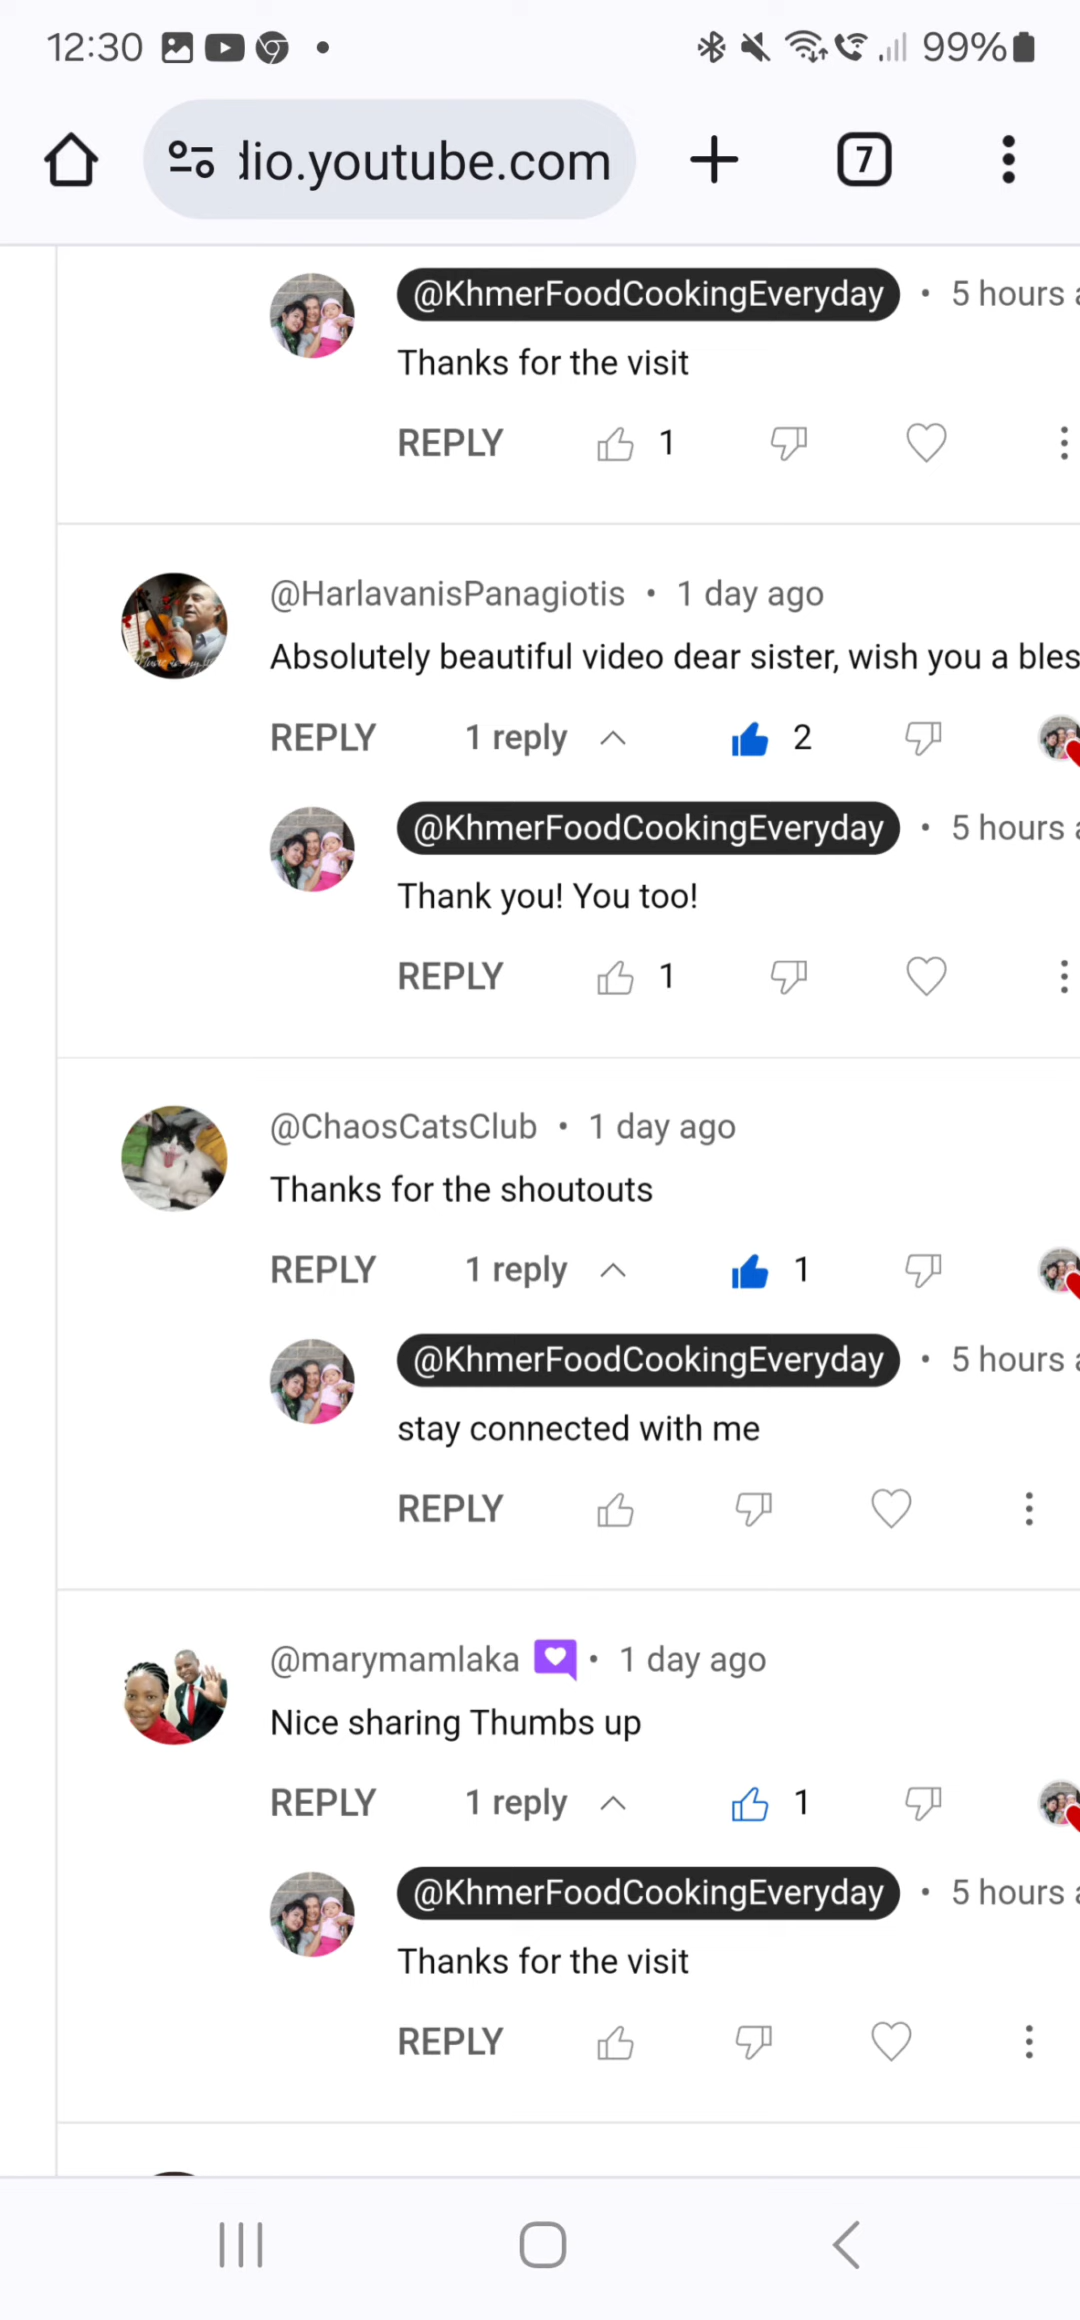 12:30 99%
dio.youtube.com 7
@KhmerFoodCookingEveryday • 5 hours
Thanks for the visit
REPLY 1
@HarlavanisPanagiotis • 1 day ago
Absolutely beautiful video dear sister, wish you a bles
REPLY 1 reply 2
@KhmerFoodCookingEveryday • 5 hours
Thank you! You too!
REPLY 1
@ChaosCatsClub • 1 day ago
Thanks for the shoutouts
REPLY 1 reply 1
@KhmerFoodCookingEveryday • 5 hours
stay connected with me
REPLY
@marymamlaka • 1 day ago
Nice sharing Thumbs up
REPLY 1 reply 1
@KhmerFoodCookingEveryday • 5 hours
Thanks for the visit
REPLY